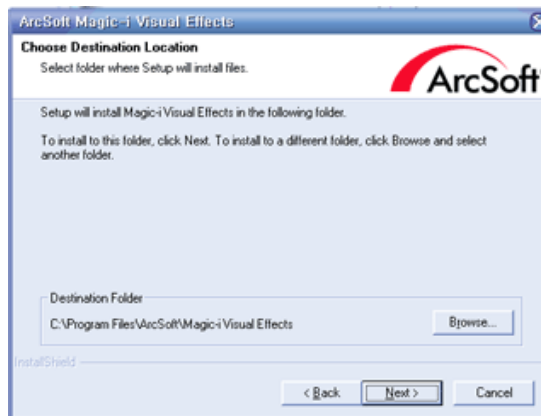 ArcSoft Magic-i Visual Effects
Choose Destination Location
Select folder where Setup will install files.
ArcSoft
Setup will install Magic-i Visual Effects in the following folder.
To install to this folder, click Next. To install to a different folder, click Browse and select
another folder.
Destination Folder
C:\Program Files\ArcSoft\Magic-i Visual Effects
Browse...
InstallShield
< Back
Next >
Cancel